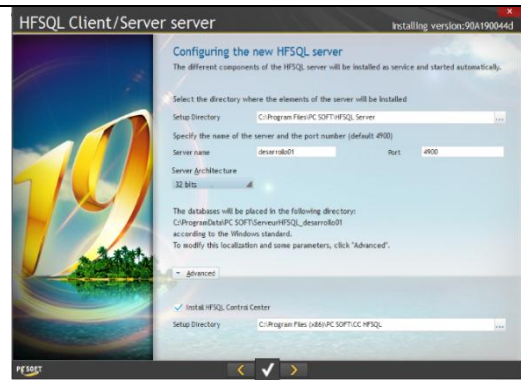 HFSQL Client/Server server
Installing version:90A190044d
Configuring the new HFSQL server
The different components of the HFSQL server will be installed as service and started automatically.
Select the directory where the elements of the server will be installed
Setup Directory
C:\Program Files\PC SOFT\HFSQL Server
...
Specify the name of the server and the port number (default 4900)
Server name
desarrollo01
Port
4900
Server Architecture
32 bits
The databases will be placed in the following directory:
C:\ProgramData\PC SOFT\ServeurHFSQL_desarrollo01
according to the Windows standard.
To modify this localization and some parameters, click "Advanced".
Advanced
Install HFSQL Control Center
Setup Directory
C:\Program Files (x86)\PC SOFT\CC HFSQL
...
19
PC SOFT